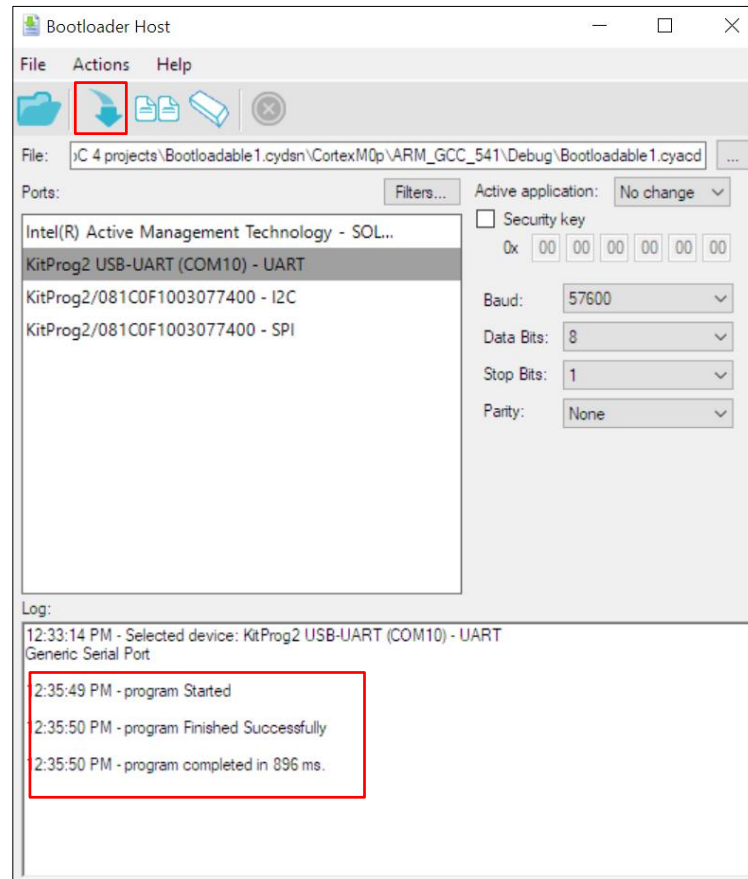 Bootloader Host
File Actions Help
File: ‌C 4 projects\Bootloadable1.cydsn\CortexM0p\ARM_GCC_541\Debug\Bootloadable1.cyacd ...
Ports: Filters... Active application: No change
Security key
0x 00 00 00 00 00 00
Intel(R) Active Management Technology - SOL...
KitProg2 USB-UART (COM10) - UART
KitProg2/081C0F1003077400 - I2C
KitProg2/081C0F1003077400 - SPI
Baud: 57600
Data Bits: 8
Stop Bits: 1
Parity: None
Log:
12:33:14 PM - Selected device: KitProg2 USB-UART (COM10) - UART
Generic Serial Port
12:35:49 PM - program Started
12:35:50 PM - program Finished Successfully
12:35:50 PM - program completed in 896 ms.